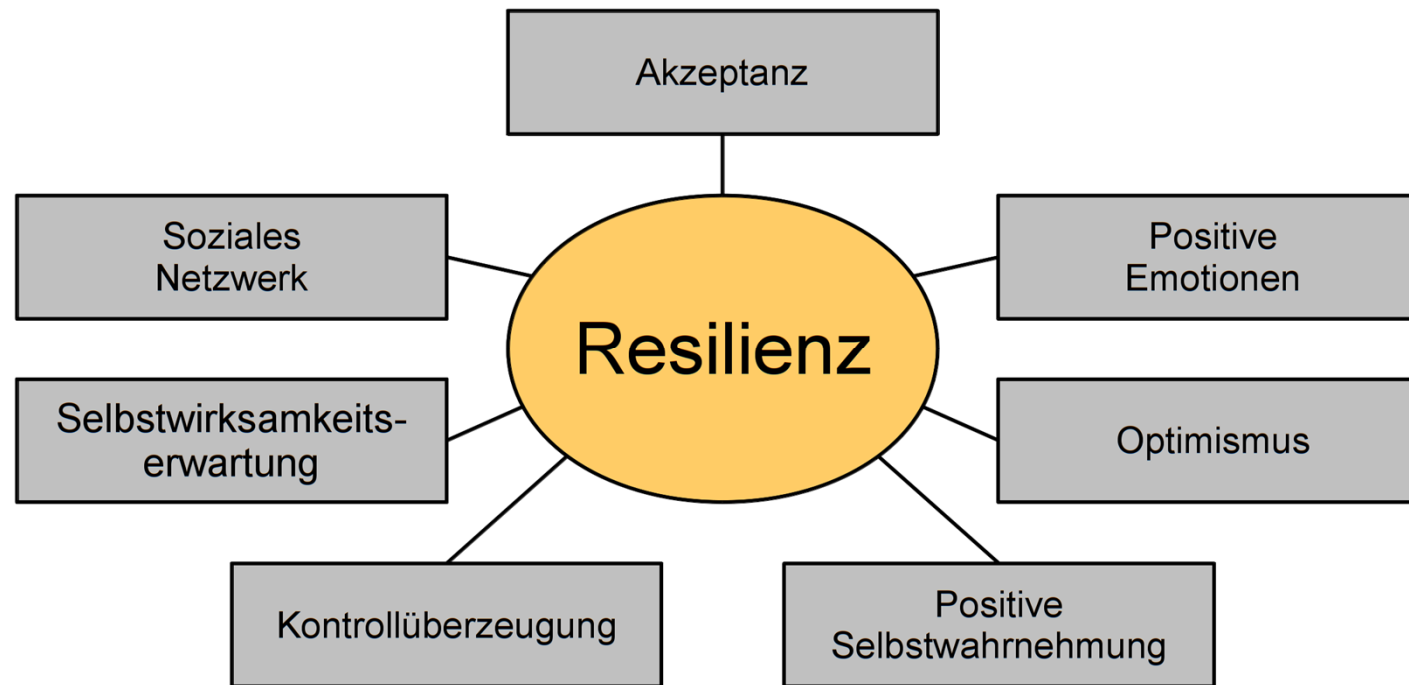 Akzeptanz
Soziales
Netzwerk
Positive
Emotionen
Resilienz
Selbstwirksamkeits-
erwartung
Optimismus
Kontrollüberzeugung
Positive
Selbstwahrnehmung